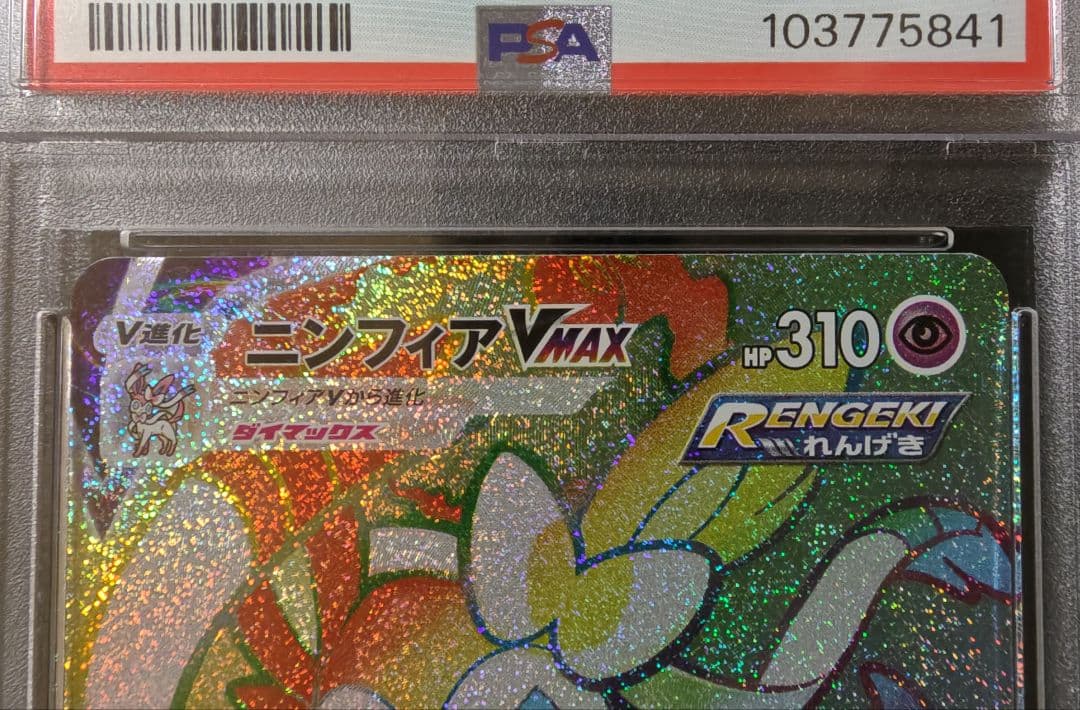 PSA
103775841
V進化
ニンフィアVMAX
HP310
ニンフィアVから進化
ダイマックス
RENGEKI
れんげき